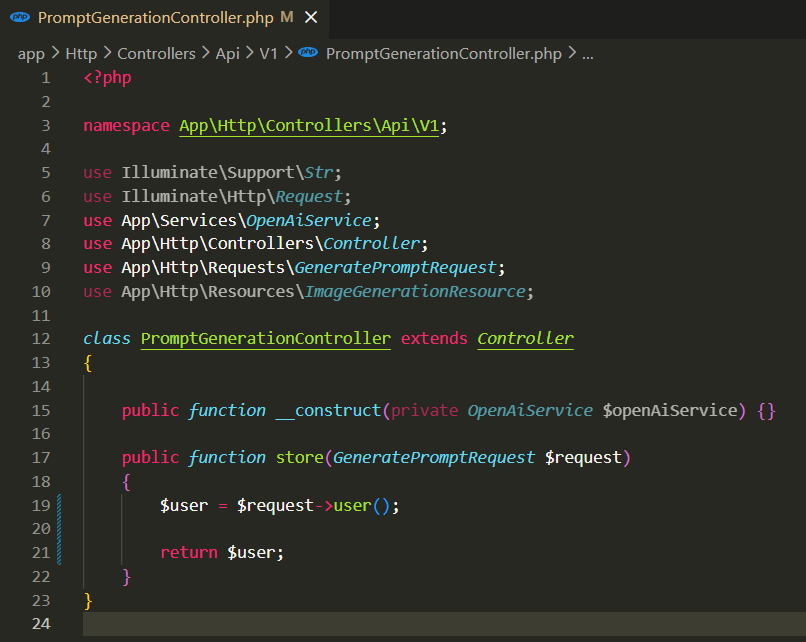 php PromptGenerationController.php M ×
app > Http > Controllers > Api > V1 > php PromptGenerationController.php > ...
1 <?php
2
3 namespace App\Http\Controllers\Api\V1;
4
5 use Illuminate\Support\Str;
6 use Illuminate\Http\Request;
7 use App\Services\OpenAiService;
8 use App\Http\Controllers\Controller;
9 use App\Http\Requests\GeneratePromptRequest;
10 use App\Http\Resources\ImageGenerationResource;
11
12 class PromptGenerationController extends Controller
13 {
14
15     public function __construct(private OpenAiService $openAiService) {}
16
17     public function store(GeneratePromptRequest $request)
18     {
19         $user = $request->user();
20
21         return $user;
22     }
23 }
24